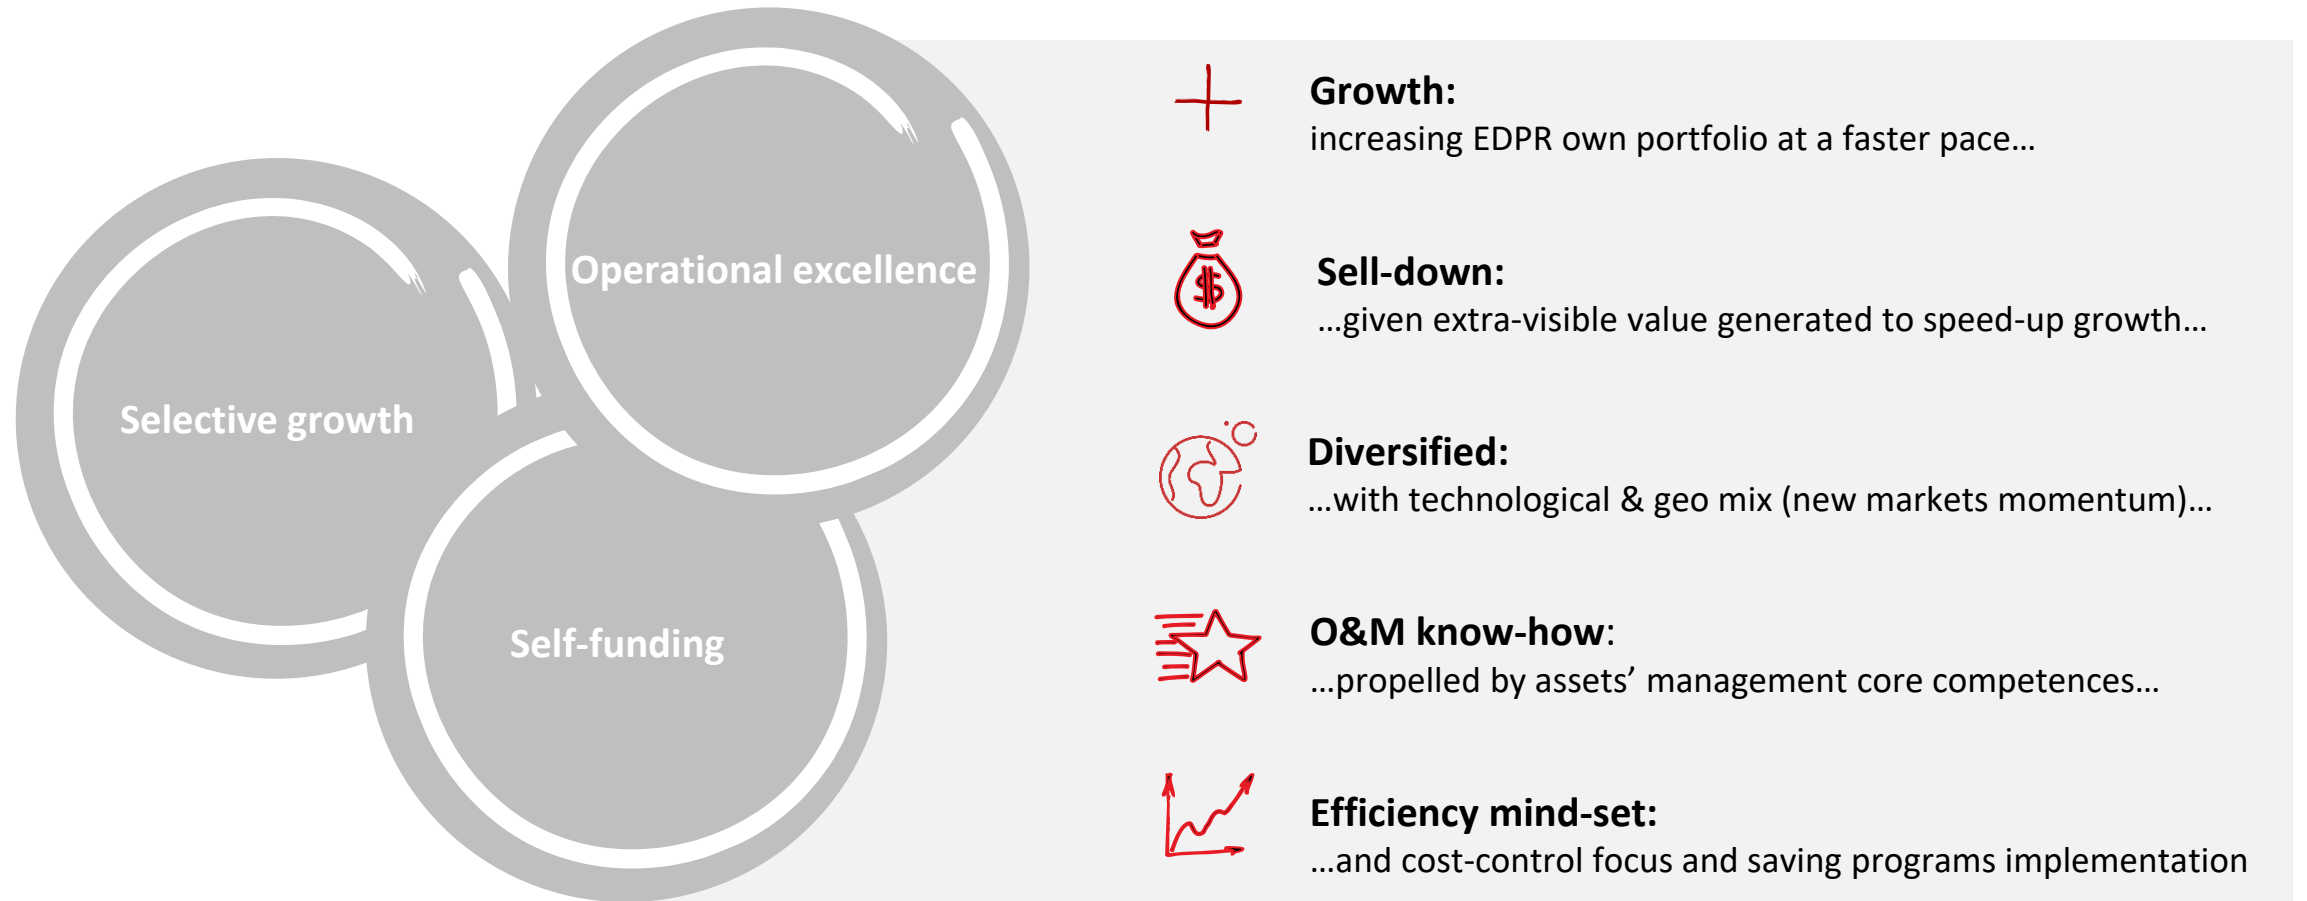 Operational excellence
Selective growth
Self-funding
Growth:
increasing EDPR own portfolio at a faster pace…
Sell-down:
…given extra-visible value generated to speed-up growth…
Diversified:
…with technological & geo mix (new markets momentum)…
O&M know-how:
…propelled by assets’ management core competences…
Efficiency mind-set:
…and cost-control focus and saving programs implementation